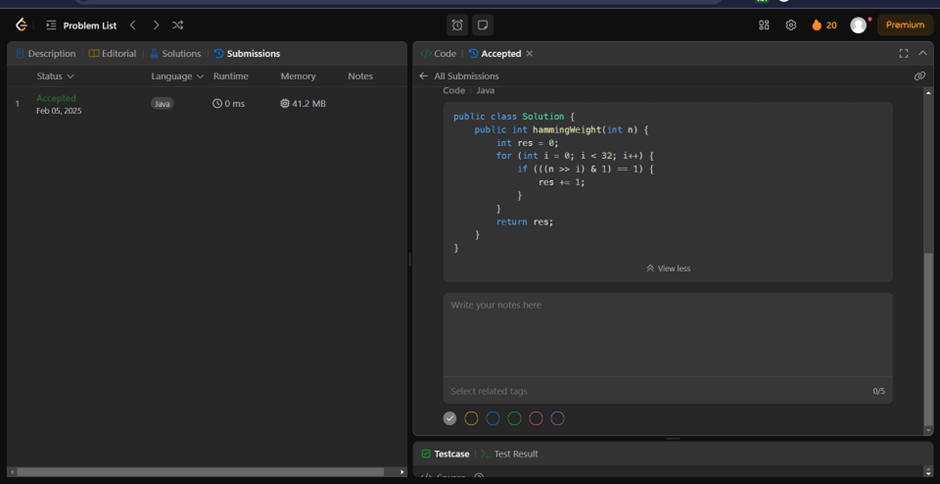 Problem List
20
Premium
Description
Editorial
Solutions
Submissions
Status
Language
Runtime
Memory
Notes
1
Accepted
Feb 05, 2025
Java
0 ms
41.2 MB
</> Code
Accepted
All Submissions
Code
Java
public class Solution {
    public int hammingWeight(int n) {
        int res = 0;
        for (int i = 0; i < 32; i++) {
            if (((n >> i) & 1) == 1) {
                res += 1;
            }
        }
        return res;
    }
}
View less
Write your notes here
Select related tags
0/5
Testcase
>_ Test Result
</>